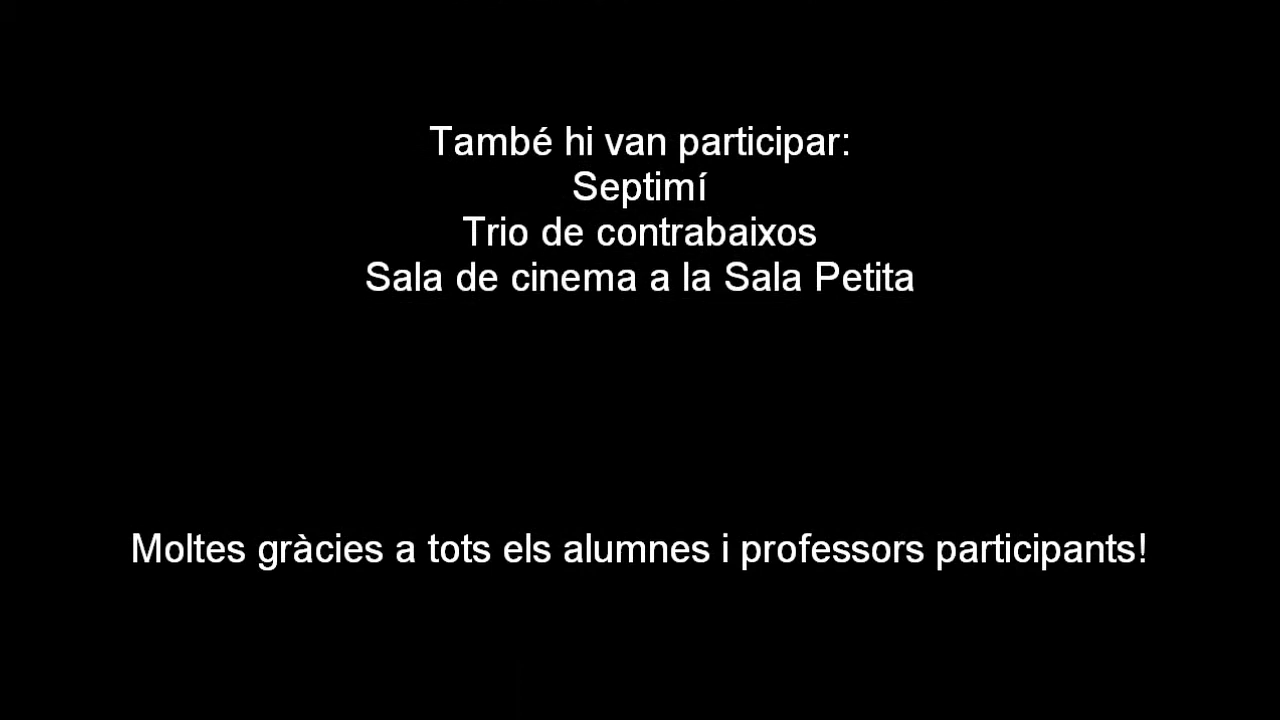 També hi van participar:
Septimí
Trio de contrabaixos
Sala de cinema a la Sala Petita
Moltes gràcies a tots els alumnes i professors participants!